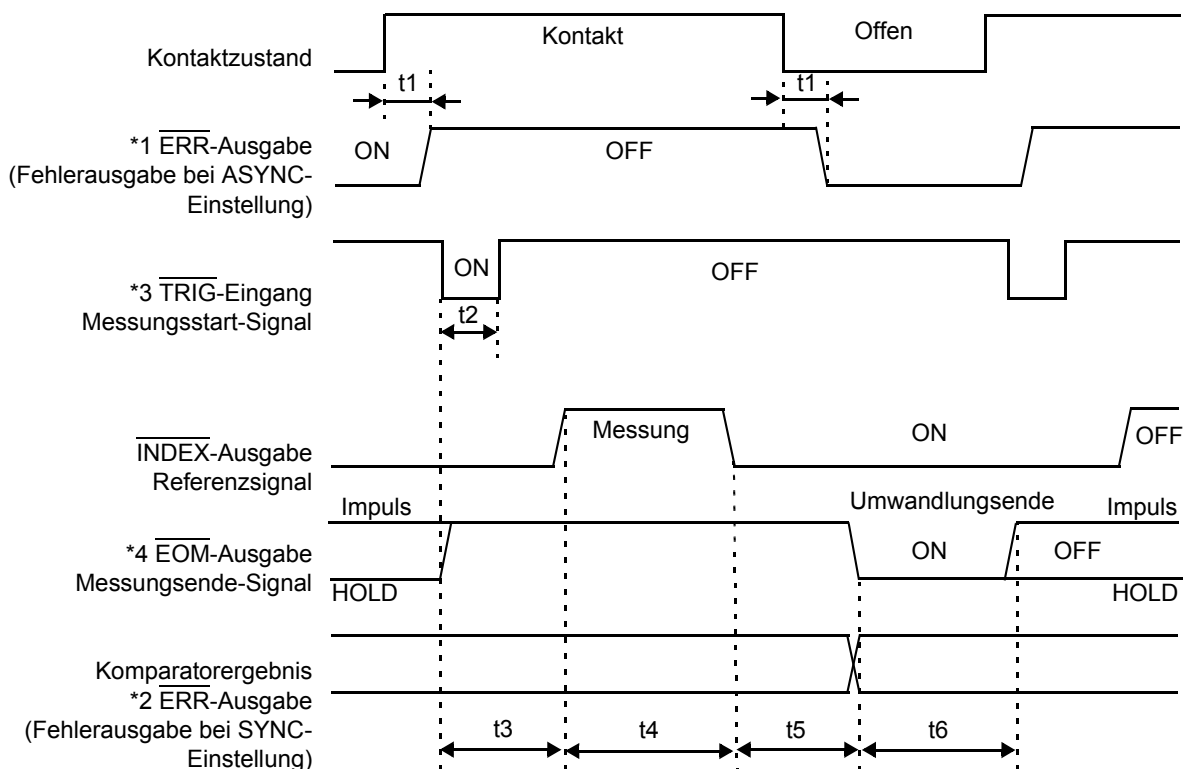 Kontaktzustand
Kontakt
Offen
t1
t1
*1 ERR-Ausgabe
(Fehlerausgabe bei ASYNC-
Einstellung)
ON
OFF
*3 TRIG-Eingang
Messungsstart-Signal
ON
OFF
t2
INDEX-Ausgabe
Referenzsignal
Messung
ON
OFF
Impuls
Umwandlungsende
Impuls
*4 EOM-Ausgabe
Messungsende-Signal
ON
OFF
HOLD
HOLD
Komparatorergebnis
*2 ERR-Ausgabe
(Fehlerausgabe bei SYNC-
Einstellung)
t3
t4
t5
t6